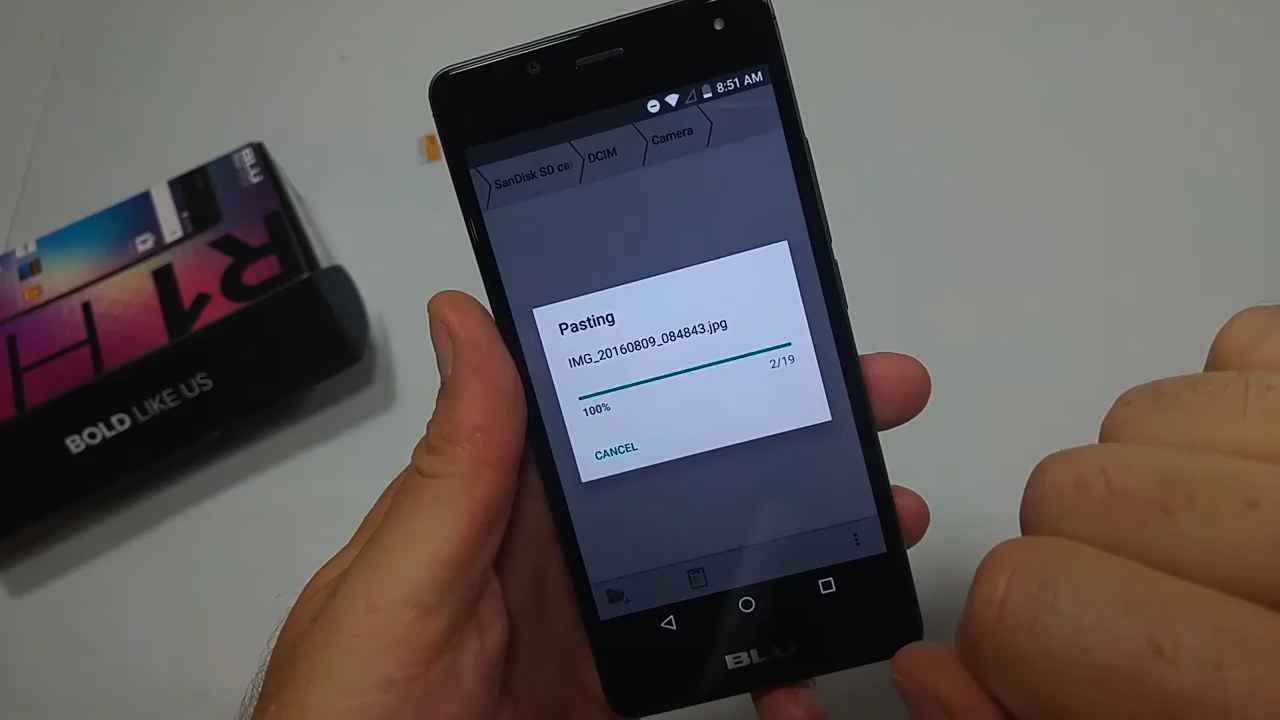 8:51 AM
SanDisk SD ca
DCIM
Camera
Pasting
IMG_20160809_084843.jpg
2/19
100%
CANCEL
BLU
BLU
R1 H
BOLD LIKE US